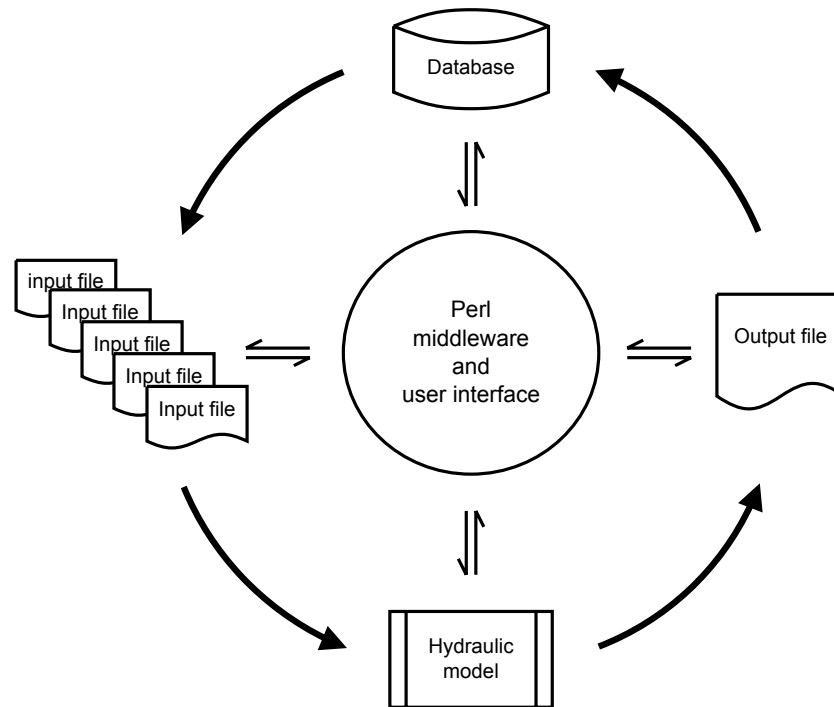 Database
input file
Input file
Input file
Input file
Input file
Perl
middleware
and
user interface
Output file
Hydraulic
model